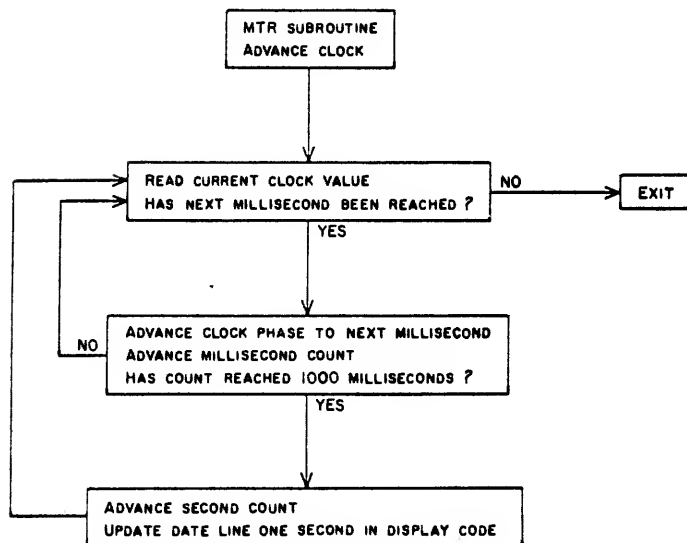 MTR SUBROUTINE
ADVANCE CLOCK
READ CURRENT CLOCK VALUE
HAS NEXT MILLISECOND BEEN REACHED ?
NO
EXIT
YES
ADVANCE CLOCK PHASE TO NEXT MILLISECOND
NO
ADVANCE MILLISECOND COUNT
HAS COUNT REACHED 1000 MILLISECONDS ?
YES
ADVANCE SECOND COUNT
UPDATE DATE LINE ONE SECOND IN DISPLAY CODE